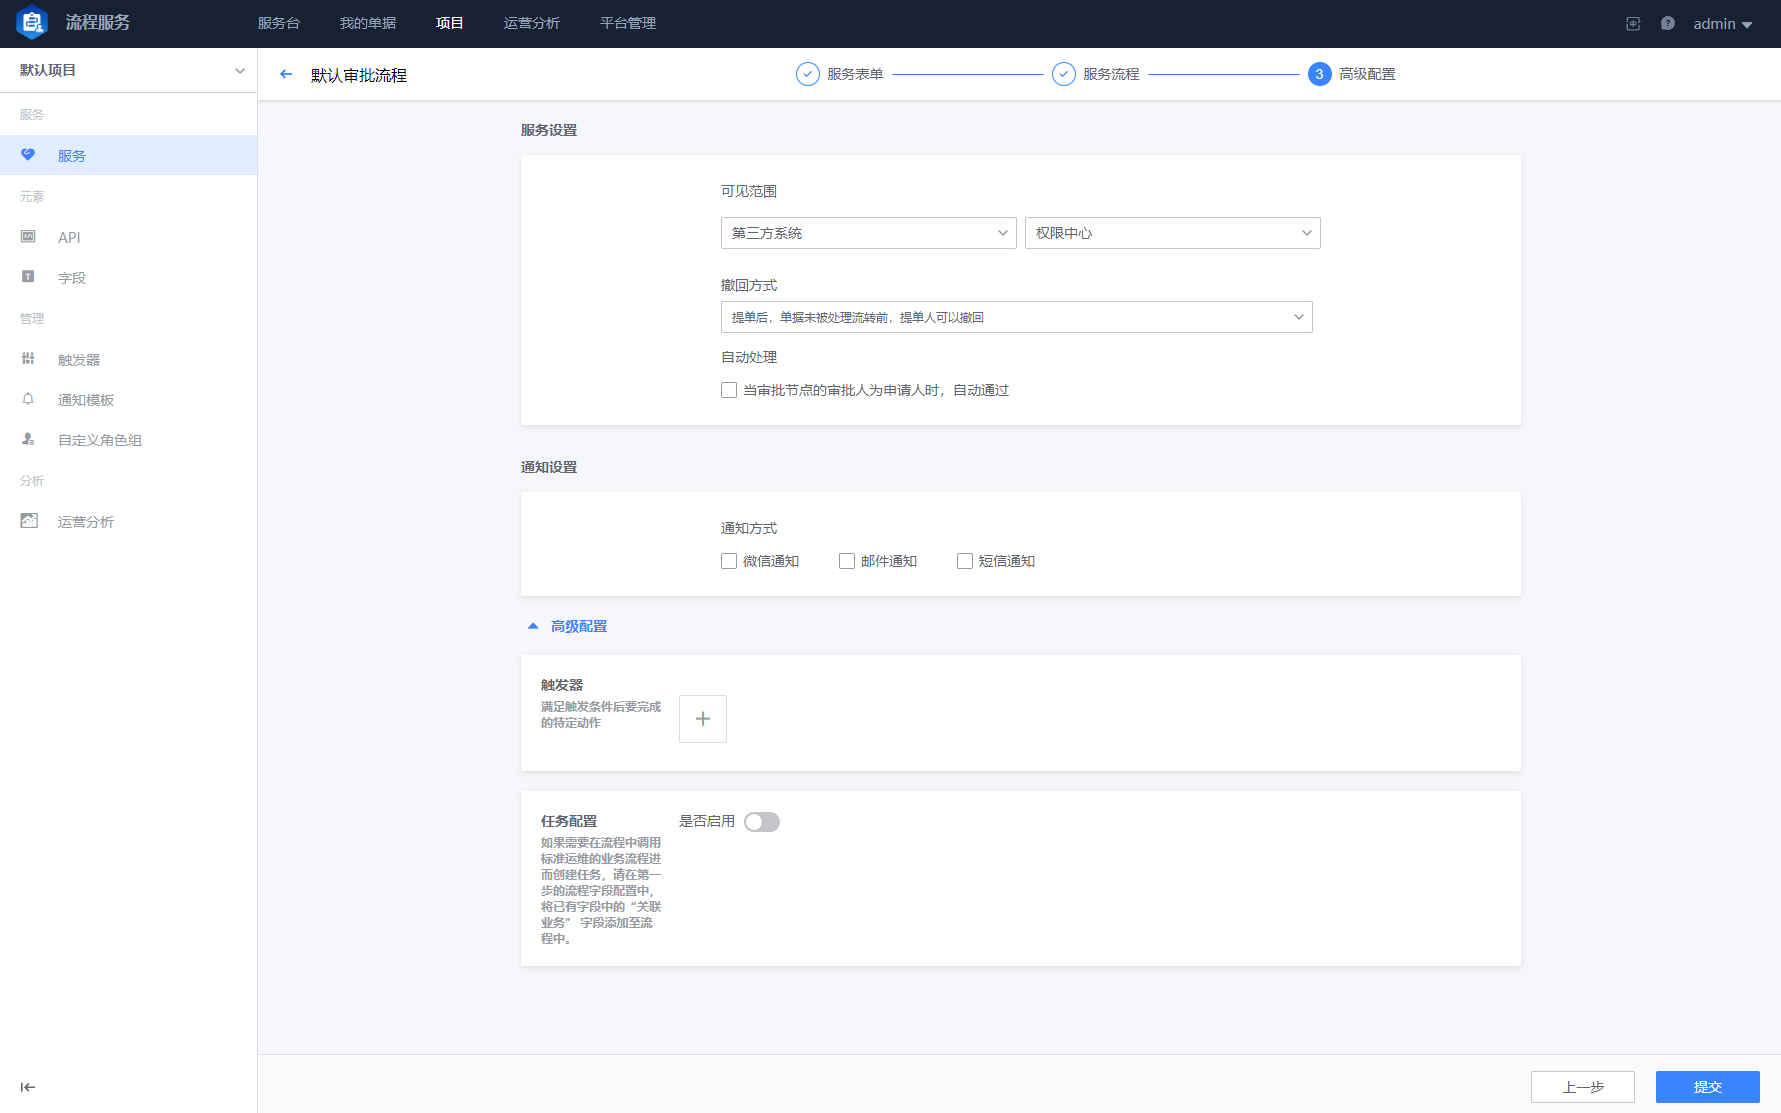 流程服务
服务台
我的单据
项目
运营分析
平台管理
admin
默认项目
服务
服务
元素
API
字段
管理
触发器
通知模板
自定义角色组
分析
运营分析
默认审批流程
服务表单
服务流程
3 高级配置
服务设置
可见范围
第三方系统
权限中心
撤回方式
提单后，单据未被处理流转前，提单人可以撤回
自动处理
当审批节点的审批人为申请人时，自动通过
通知设置
通知方式
微信通知
邮件通知
短信通知
高级配置
触发器
满足触发条件后要完成
的特定动作
任务配置
是否启用
如果需要在流程中调用
标准运维的业务流程进
而创建任务，请在第一
步的流程字段配置中，
将已有字段中的“关联
业务” 字段添加至流
程中。
上一步
提交